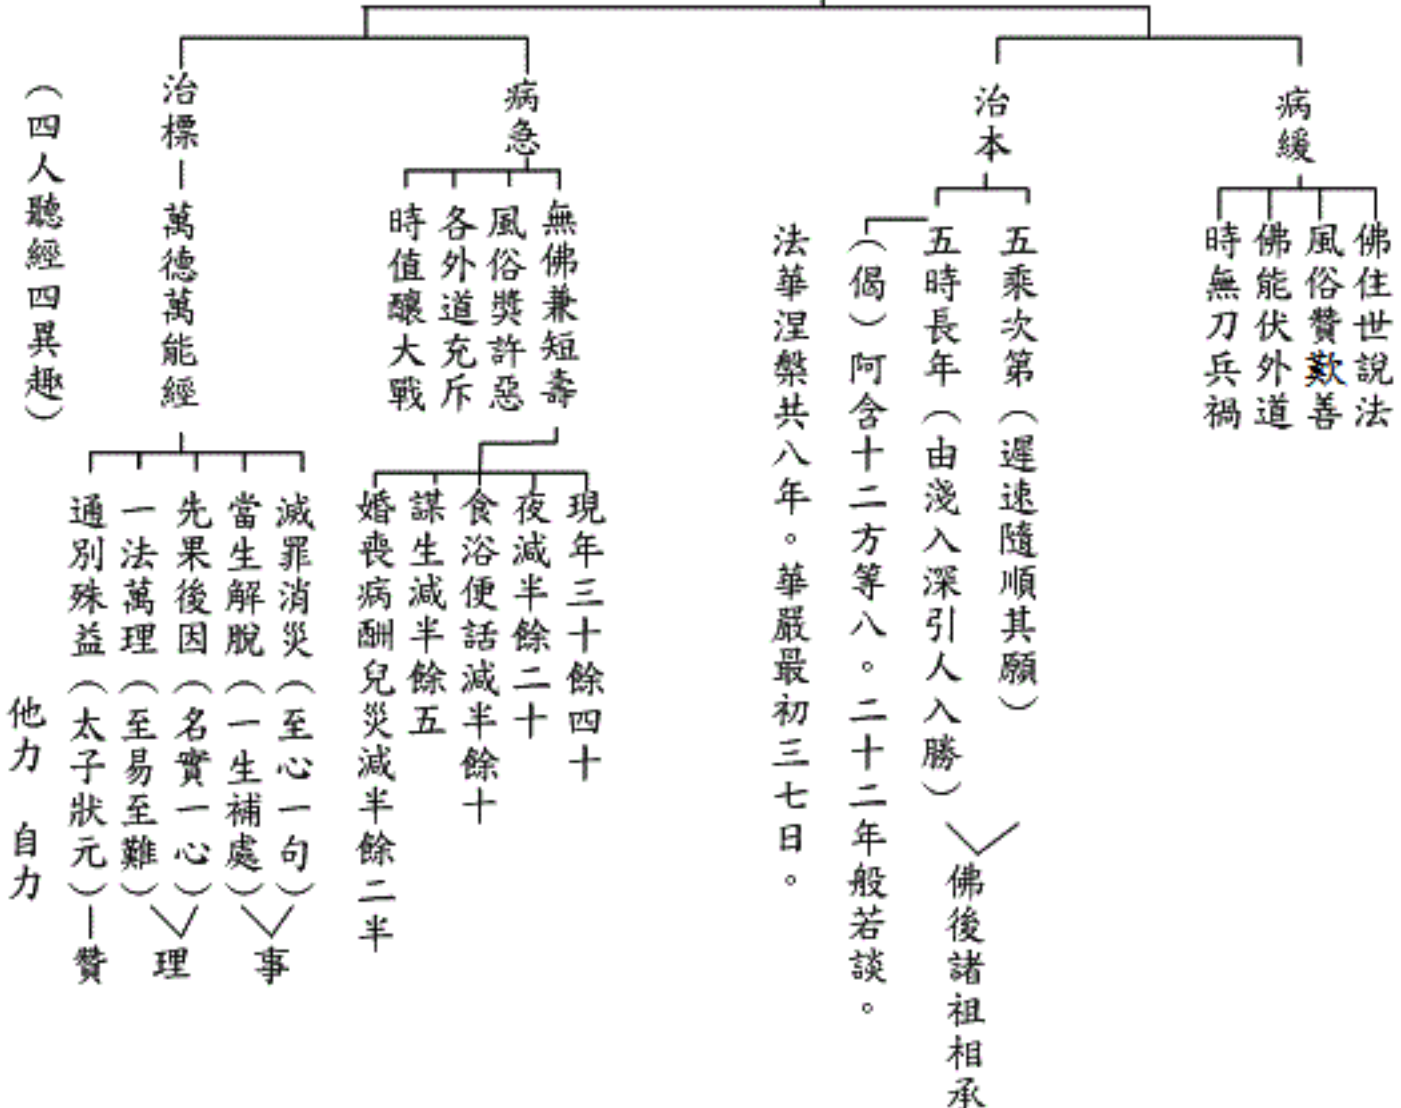 病緩
佛住世說法
風俗贊歎善
佛能伏外道
時無刀兵禍
治本
五乘次第（遲速隨順其願）
五時長年（由淺入深引人入勝）
佛後諸祖相承
（偈）阿含十二方等八。二十二年般若談。
法華涅槃共八年。華嚴最初三七日。
病急
無佛兼短壽
風俗獎許惡
各外道充斥
時值釀大戰
現年三十餘四十
夜減半餘二十
食浴便話減半餘十
謀生減半餘五
婚喪病酬兒災減半餘二半
治標
萬德萬能經
滅罪消災（至心一句）
當生解脫（一生補處）
事
先果後因（名實一心）
一法萬理（至易至難）
理
通別殊益（太子狀元）
贊
（四人聽經四異趣）
他力 自力